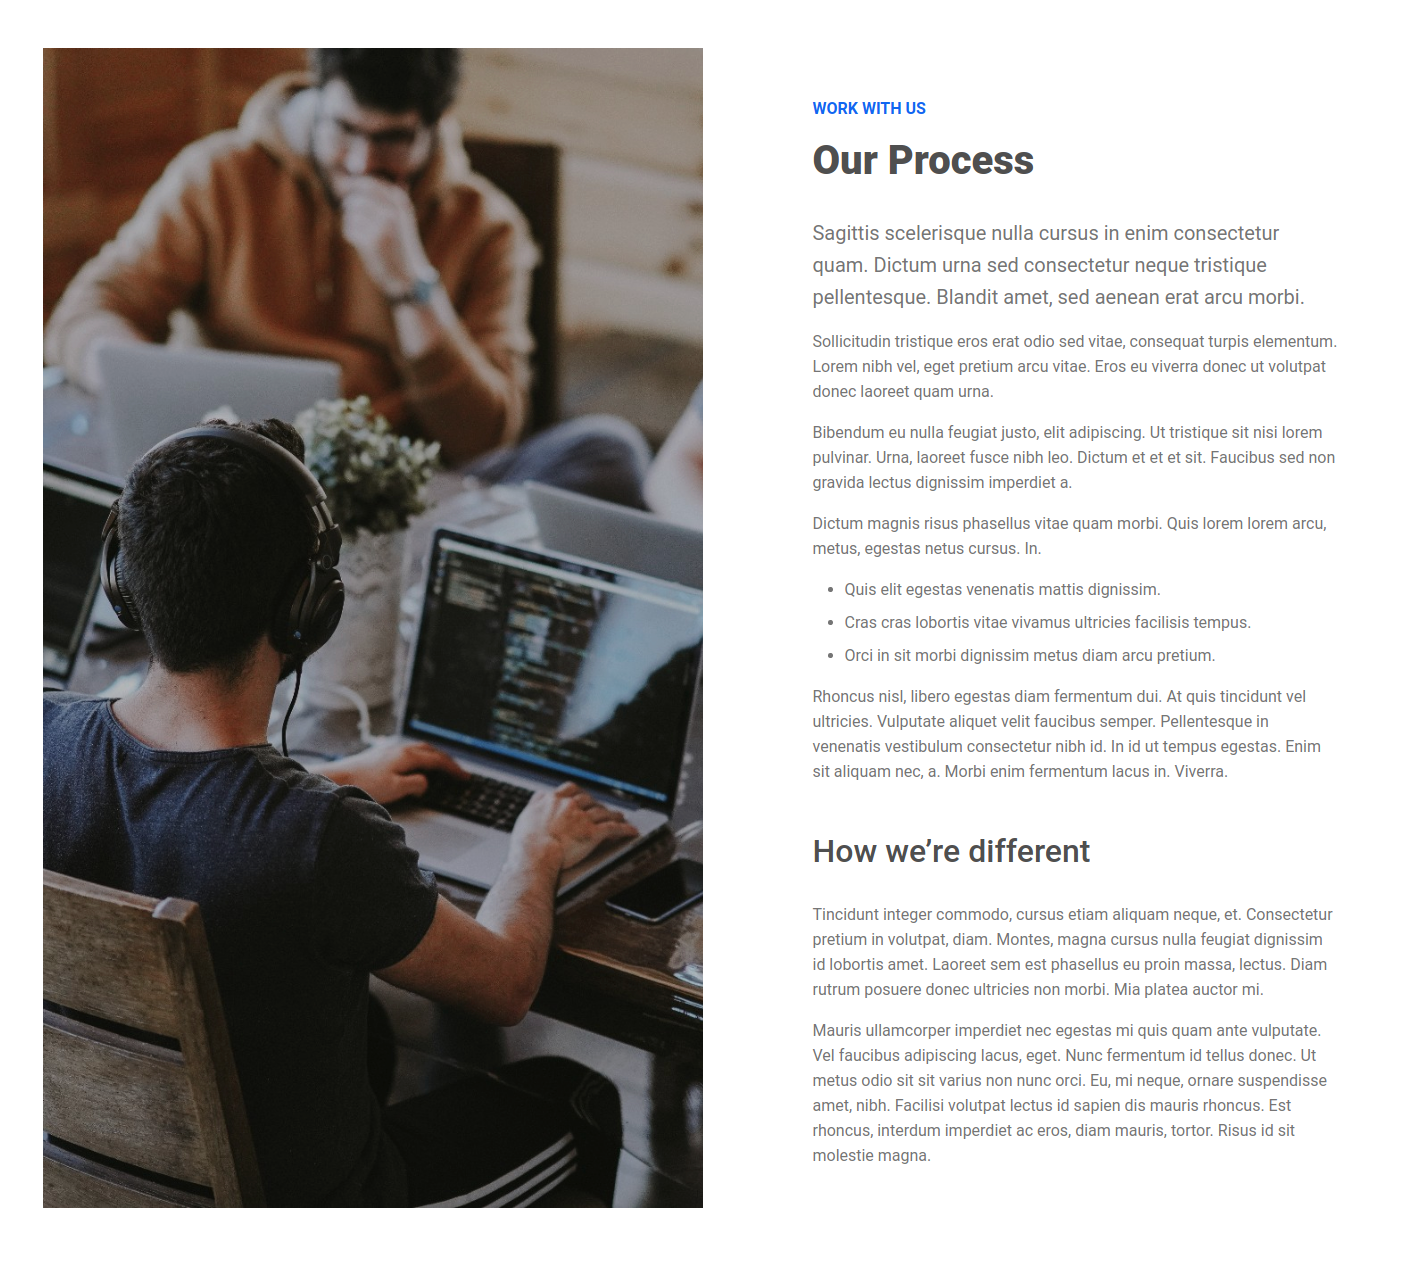 WORK WITH US
Our Process
Sagittis scelerisque nulla cursus in enim consectetur
quam. Dictum urna sed consectetur neque tristique
pellentesque. Blandit amet, sed aenean erat arcu morbi.
Sollicitudin tristique eros erat odio sed vitae, consequat turpis elementum.
Lorem nibh vel, eget pretium arcu vitae. Eros eu viverra donec ut volutpat
donec laoreet quam urna.
Bibendum eu nulla feugiat justo, elit adipiscing. Ut tristique sit nisi lorem
pulvinar. Urna, laoreet fusce nibh leo. Dictum et et et sit. Faucibus sed non
gravida lectus dignissim imperdiet a.
Dictum magnis risus phasellus vitae quam morbi. Quis lorem lorem arcu,
metus, egestas netus cursus. In.
• Quis elit egestas venenatis mattis dignissim.
• Cras cras lobortis vitae vivamus ultricies facilisis tempus.
• Orci in sit morbi dignissim metus diam arcu pretium.
Rhoncus nisl, libero egestas diam fermentum dui. At quis tincidunt vel
ultricies. Vulputate aliquet velit faucibus semper. Pellentesque in
venenatis vestibulum consectetur nibh id. In id ut tempus egestas. Enim
sit aliquam nec, a. Morbi enim fermentum lacus in. Viverra.
How we’re different
Tincidunt integer commodo, cursus etiam aliquam neque, et. Consectetur
pretium in volutpat, diam. Montes, magna cursus nulla feugiat dignissim
id lobortis amet. Laoreet sem est phasellus eu proin massa, lectus. Diam
rutrum posuere donec ultricies non morbi. Mia platea auctor mi.
Mauris ullamcorper imperdiet nec egestas mi quis quam ante vulputate.
Vel faucibus adipiscing lacus, eget. Nunc fermentum id tellus donec. Ut
metus odio sit sit varius non nunc orci. Eu, mi neque, ornare suspendisse
amet, nibh. Facilisi volutpat lectus id sapien dis mauris rhoncus. Est
rhoncus, interdum imperdiet ac eros, diam mauris, tortor. Risus id sit
molestie magna.